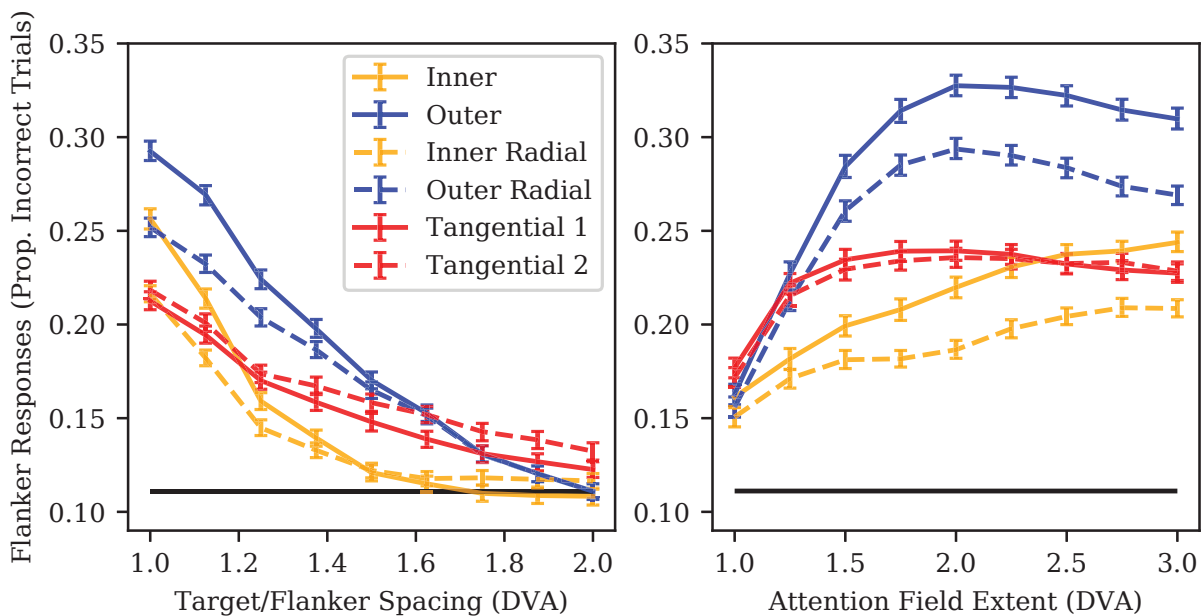 Flanker Responses (Prop. Incorrect Trials)
0.35
0.30
0.25
0.20
0.15
0.10
Inner
Outer
Inner Radial
Outer Radial
Tangential 1
Tangential 2
1.0 1.2 1.4 1.6 1.8 2.0
Target/Flanker Spacing (DVA)
0.35
0.30
0.25
0.20
0.15
0.10
1.0 1.5 2.0 2.5 3.0
Attention Field Extent (DVA)